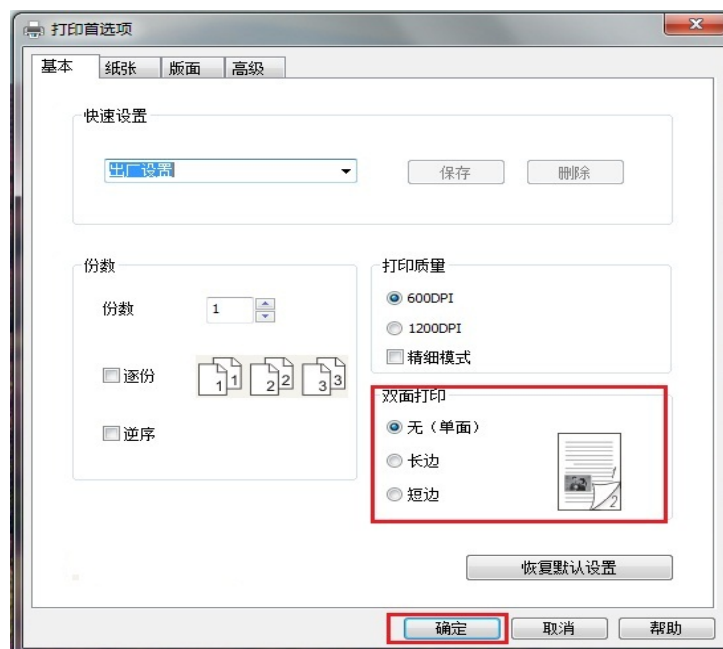 打印首选项
基本 纸张 版面 高级
快速设置
出厂设置
保存 删除
份数
份数 1
逐份 1 1 2 2 3 3
逆序
打印质量
600DPI
1200DPI
精细模式
双面打印
无（单面）
长边
短边
1
2
恢复默认设置
确定 取消 帮助